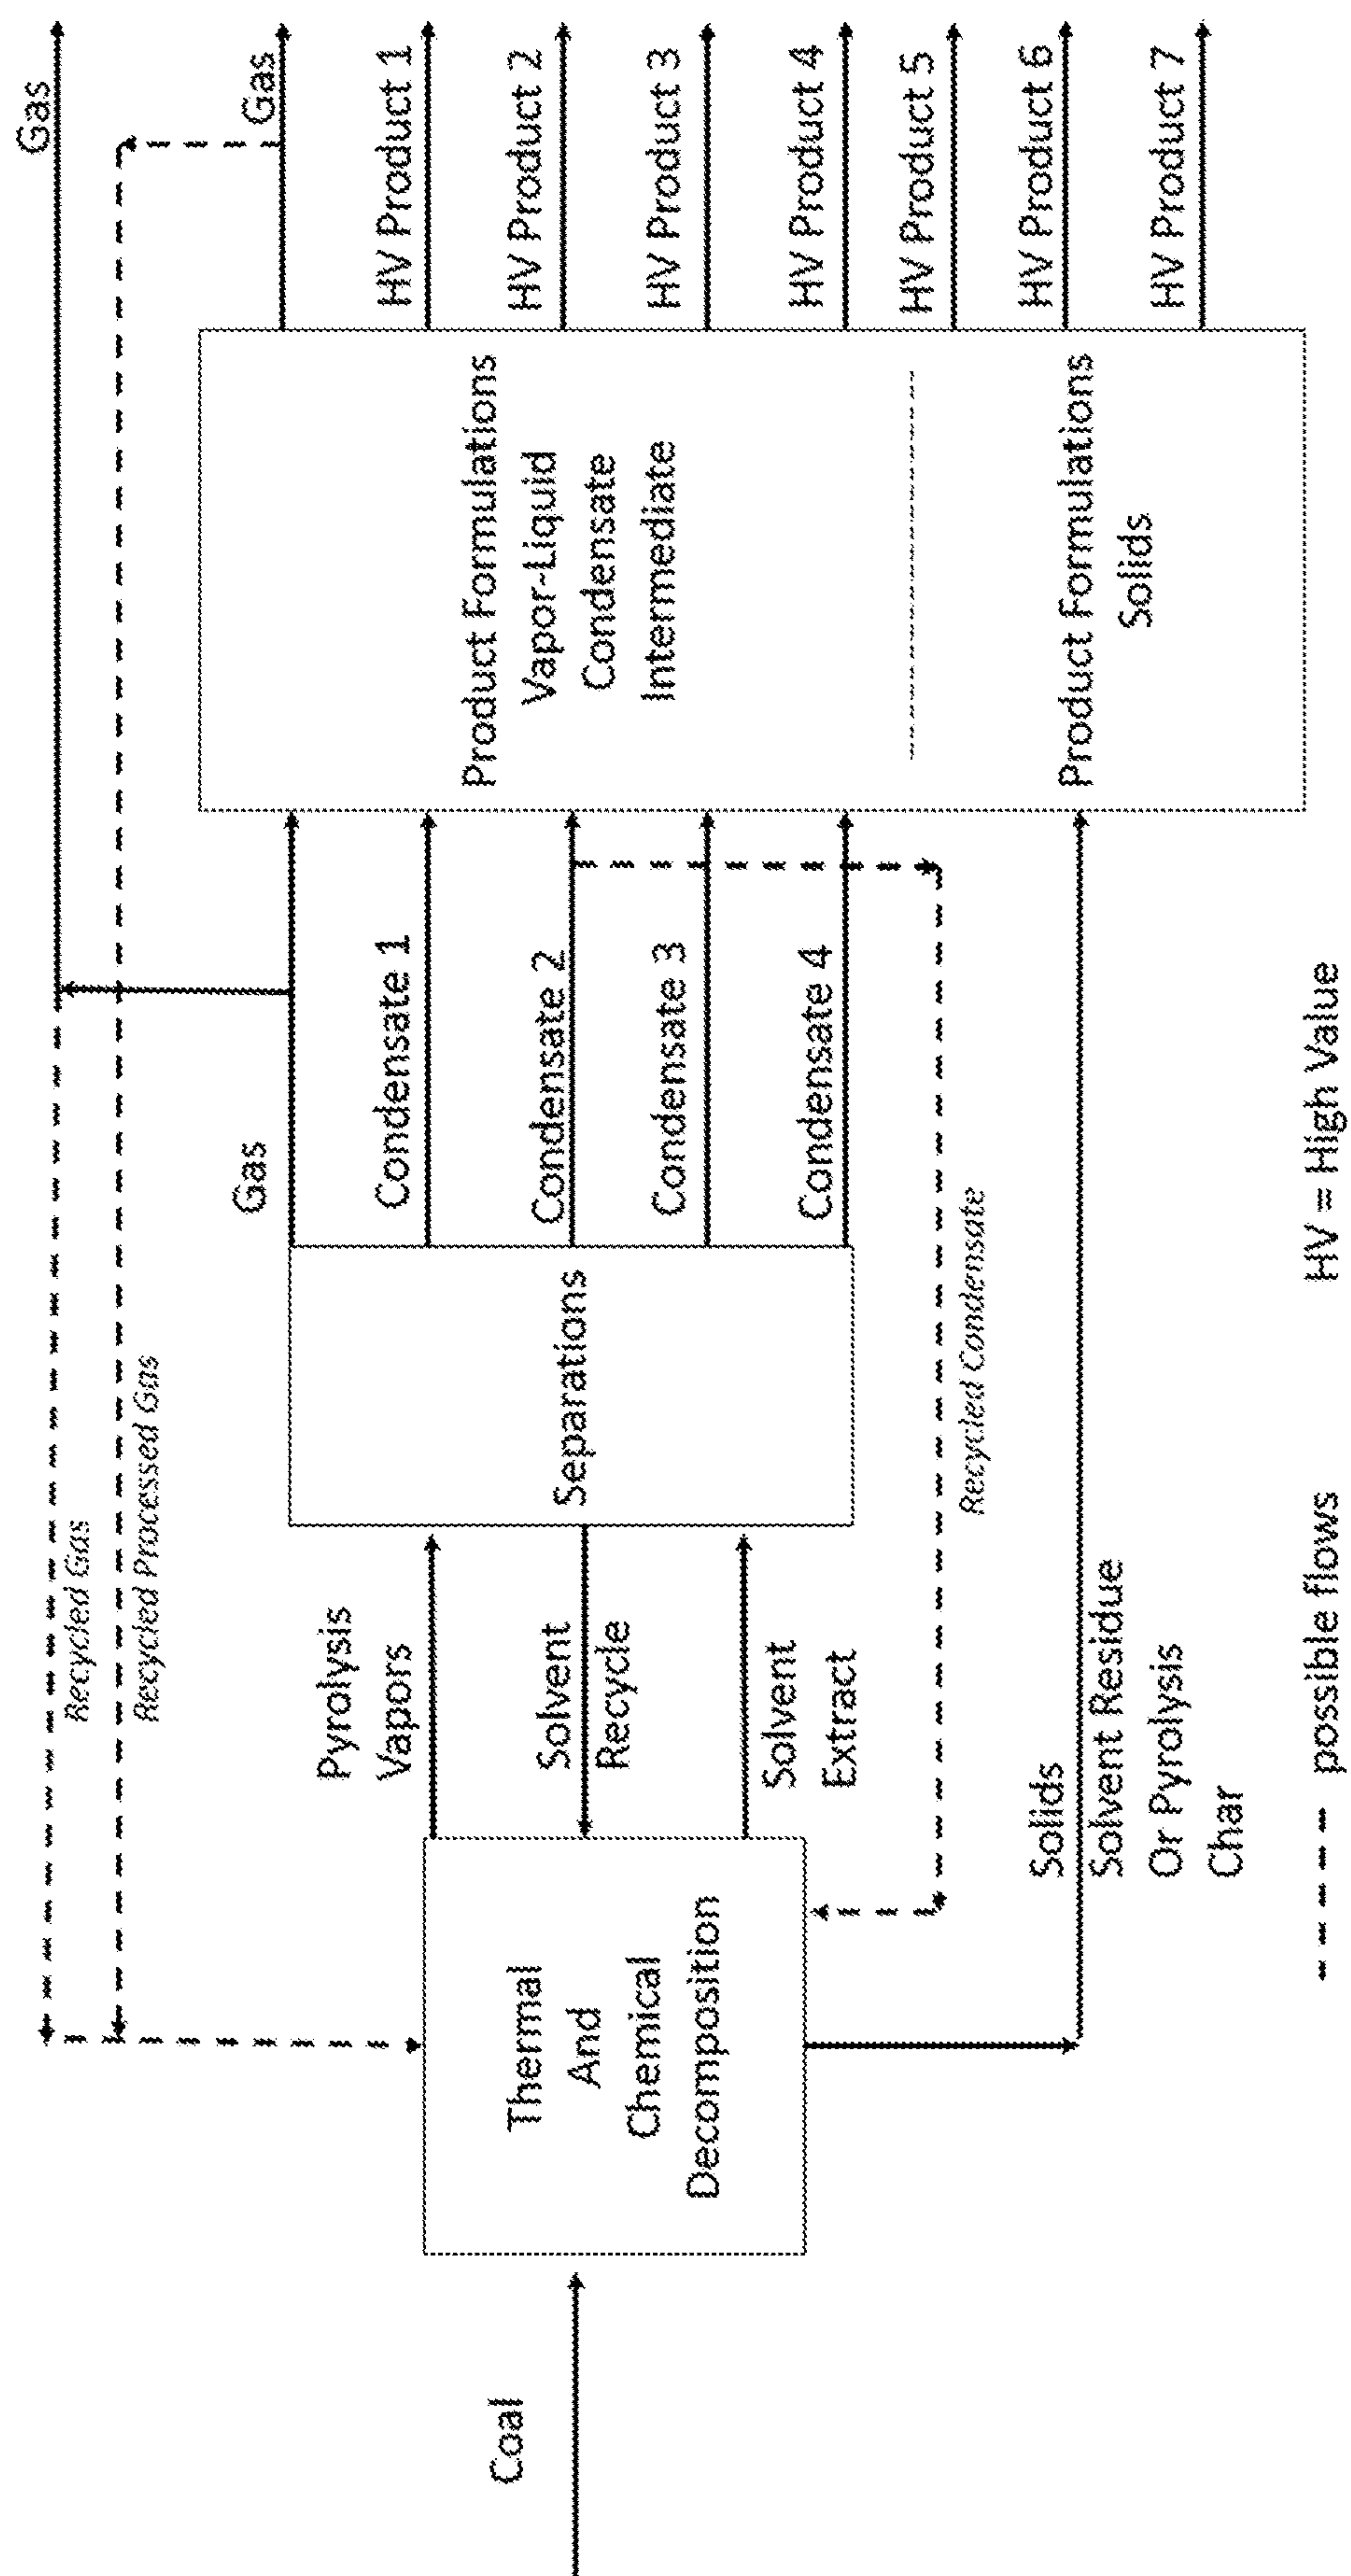 Gas
Recycled Gas
Recycled Processed Gas
Gas
Coal
Thermal
And
Chemical
Decomposition
Pyrolysis
Vapors
Solvent
Recycle
Solvent
Extract
Separations
Gas
Condensate 1
Condensate 2
Condensate 3
Condensate 4
Recycled Condensate
Product Formulations
Vapor-Liquid
Condensate
Intermediate
Product Formulations
Solids
HV Product 1
HV Product 2
HV Product 3
HV Product 4
HV Product 5
HV Product 6
HV Product 7
Solids
Solvent Residue
Or Pyrolysis
Char
possible flows
HV = High Value